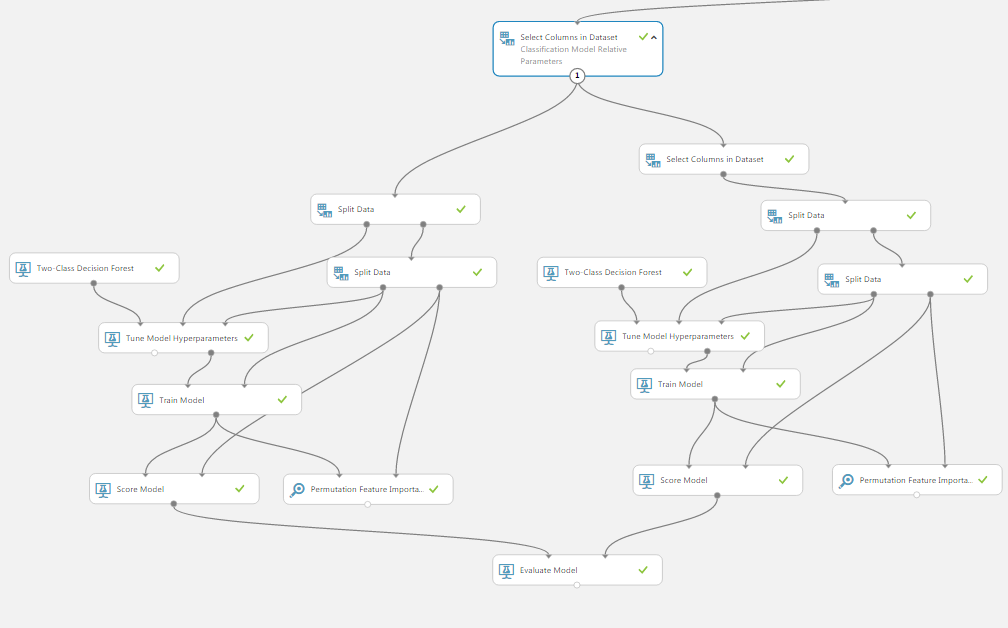 Select Columns in Dataset
Classification Model Relative
Parameters
1
Select Columns in Dataset
Split Data
Split Data
Two-Class Decision Forest
Split Data
Two-Class Decision Forest
Split Data
Tune Model Hyperparameters
Tune Model Hyperparameters
Train Model
Train Model
Score Model
Permutation Feature Importa..
Score Model
Permutation Feature Importa..
Evaluate Model